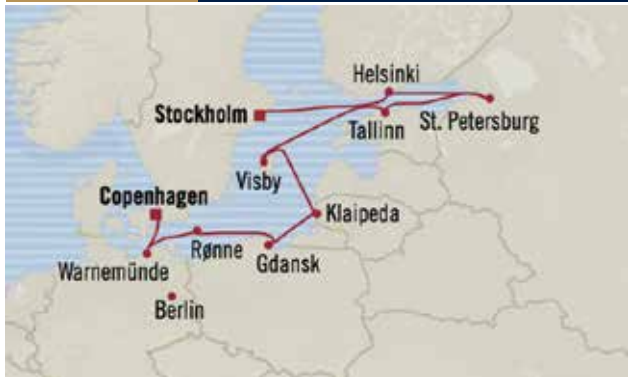 Helsinki
Stockholm
Tallinn
St. Petersburg
Visby
Copenhagen
Klaipeda
Rønne
Gdansk
Warnemünde
Berlin